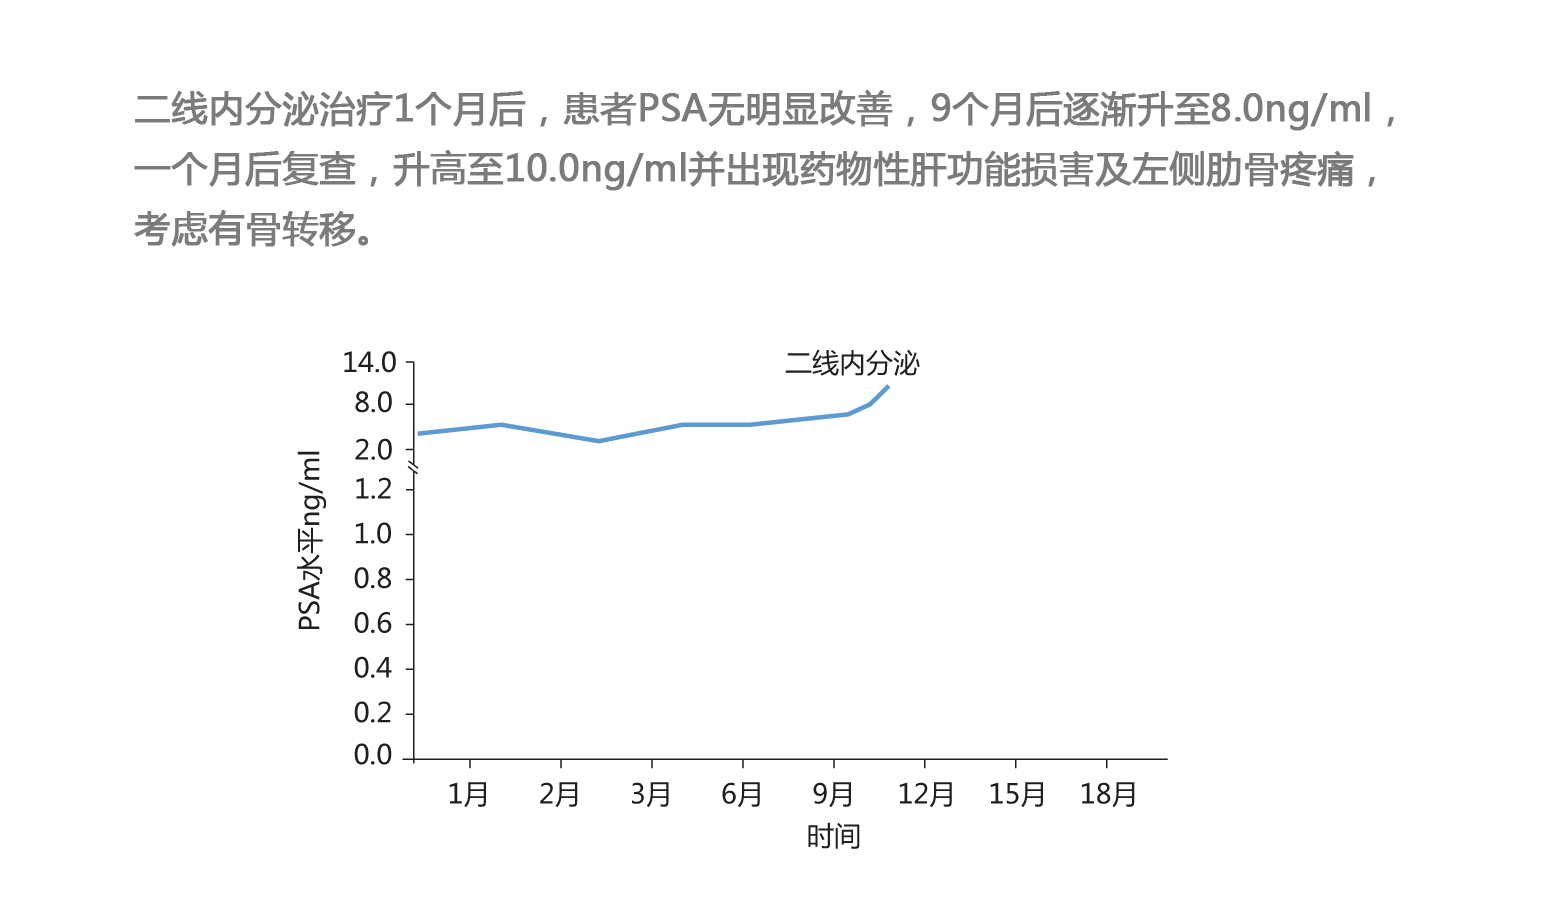 二线内分泌治疗1个月后，患者PSA无明显改善，9个月后逐渐升至8.0ng/ml，
一个月后复查，升高至10.0ng/ml并出现药物性肝功能损害及左侧肋骨疼痛，
考虑有骨转移。
二线内分泌
14.0
8.0
2.0
1.2
1.0
0.8
0.6
0.4
0.2
0.0
PSA水平ng/ml
1月 2月 3月 6月 9月 12月 15月 18月
时间